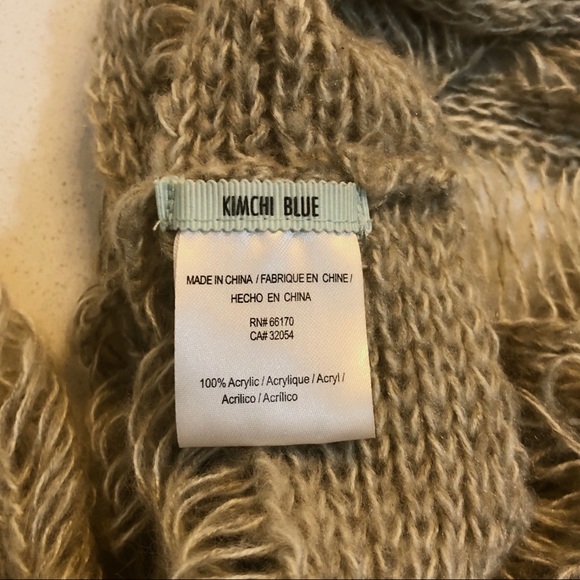 KIMCHI BLUE
MADE IN CHINA / FABRIQUE EN CHINE /
HECHO EN CHINA
RN# 66170
CA# 32054
100% Acrylic / Acrylique / Acryl /
Acrilico / Acrílico